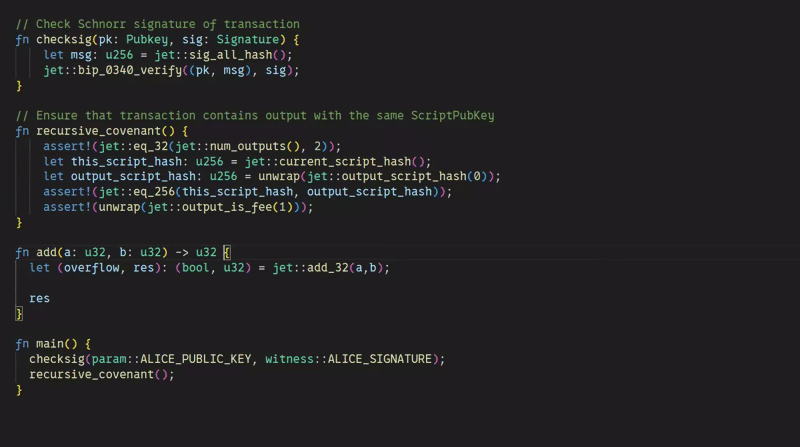 // Check Schnorr signature of transaction
fn checksig(pk: Pubkey, sig: Signature) {
    let msg: u256 = jet::sig_all_hash();
    jet::bip_0340_verify((pk, msg), sig);
}
// Ensure that transaction contains output with the same ScriptPubKey
fn recursive_covenant() {
    assert!(jet::eq_32(jet::num_outputs(), 2));
    let this_script_hash: u256 = jet::current_script_hash();
    let output_script_hash: u256 = unwrap(jet::output_script_hash(0));
    assert!(jet::eq_256(this_script_hash, output_script_hash));
    assert!(unwrap(jet::output_is_fee(1)));
}
fn add(a: u32, b: u32) -> u32 {
  let (overflow, res): (bool, u32) = jet::add_32(a,b);
  res
}
fn main() {
  checksig(param::ALICE_PUBLIC_KEY, witness::ALICE_SIGNATURE);
  recursive_covenant();
}